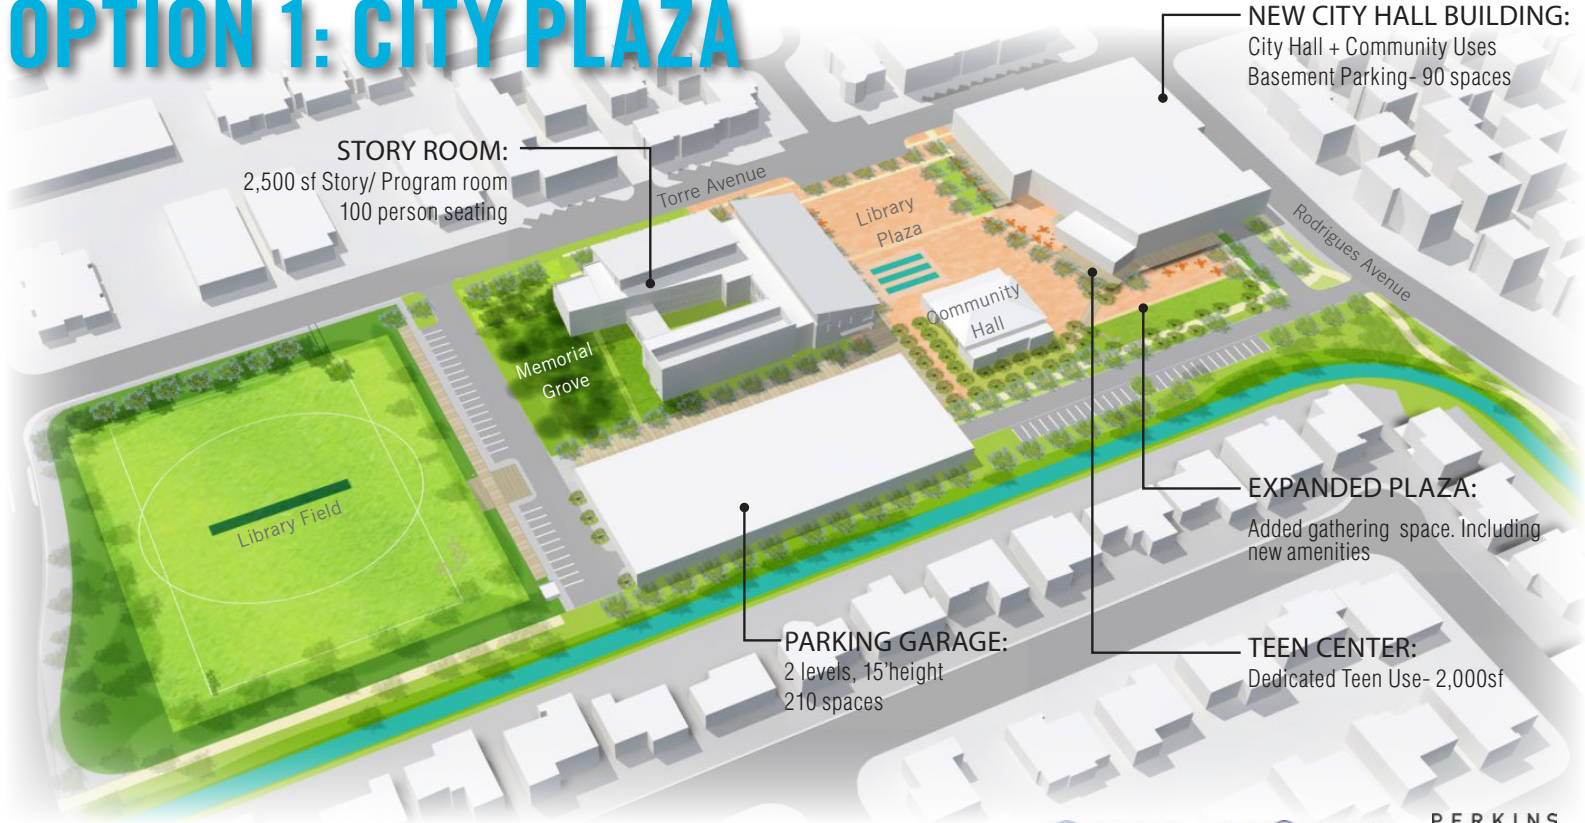 OPTION 1: CITY PLAZA
NEW CITY HALL BUILDING:
City Hall + Community Uses
Basement Parking- 90 spaces
STORY ROOM:
2,500 sf Story/ Program room
100 person seating
Torre Avenue
Library
Plaza
Rodrigues Avenue
Community
Hall
Memorial
Grove
Library Field
EXPANDED PLAZA:
Added gathering space. Including
new amenities
PARKING GARAGE:
2 levels, 15'height
210 spaces
TEEN CENTER:
Dedicated Teen Use- 2,000sf
PERKINS